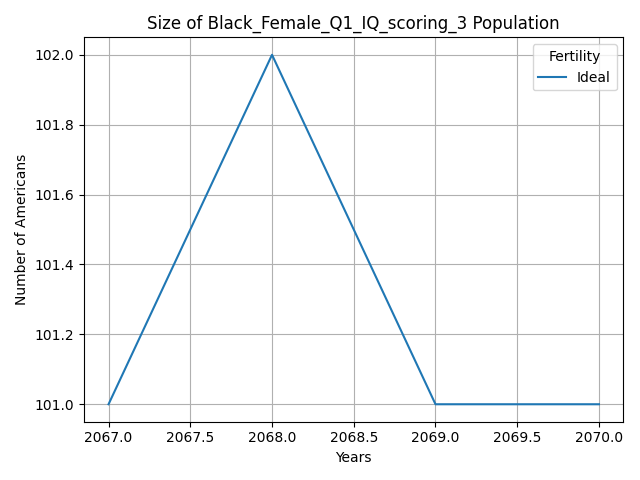 Size of Black_Female_Q1_IQ_scoring_3 Population
Fertility
Ideal
102.0
101.8
101.6
101.4
101.2
101.0
Number of Americans
2067.0 2067.5 2068.0 2068.5 2069.0 2069.5 2070.0
Years